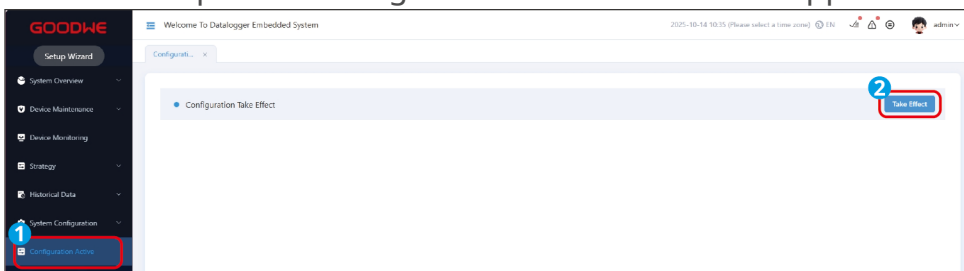 GOODWE
Welcome To Datalogger Embedded System
2025-10-14 10:35 (Please select a time zone) EN
admin
Setup Wizard
Configurati... ×
System Overview
Device Maintenance
Device Monitoring
Strategy
Historical Data
System Configuration
Configuration Active
Configuration Take Effect
Take Effect
1
2